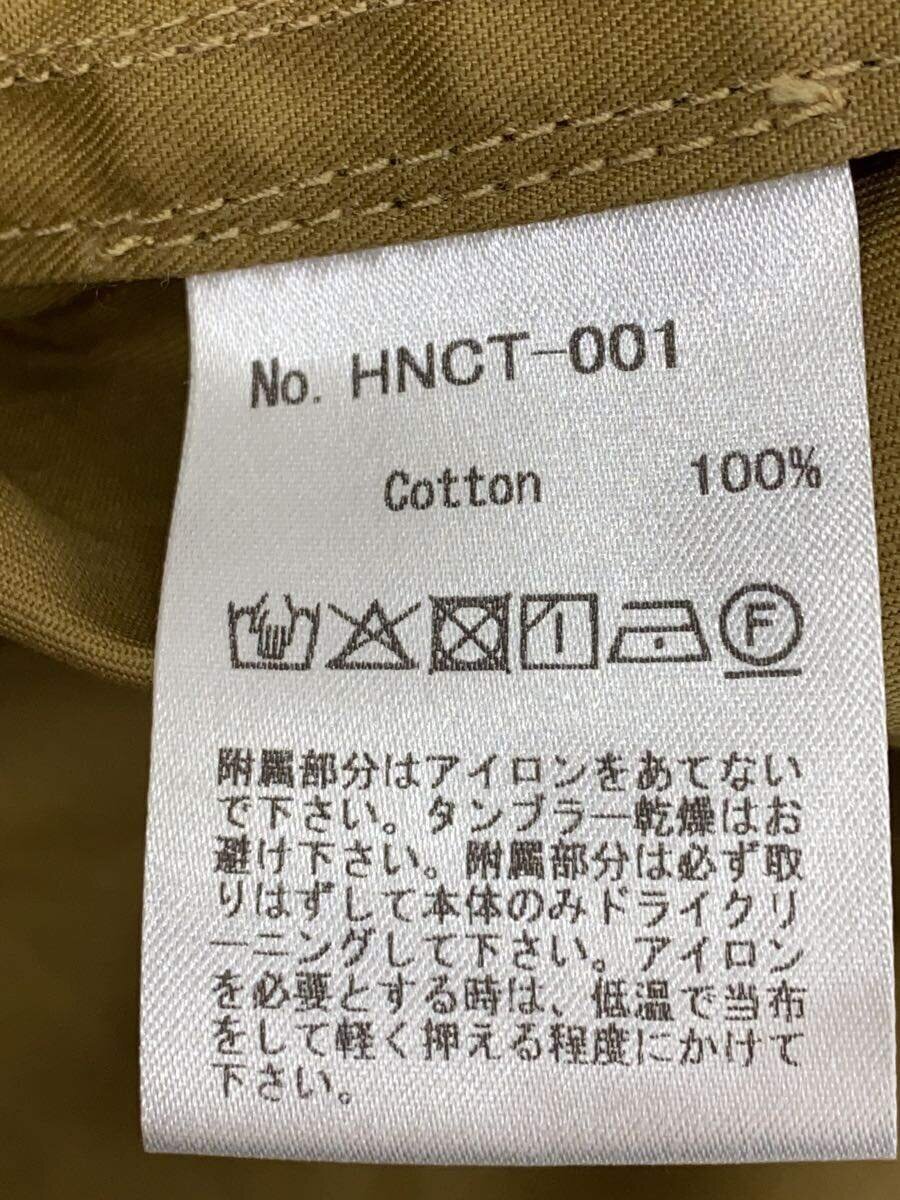 No. HNCT-001
Cotton 100%
F
附属部分はアイロンをあてない
で下さい。タンブラー乾燥はお
避け下さい。附属部分は必ず取
りはずして本体のみドライクリ
ーニングして下さい。アイロン
を必要とする時は、低温で当布
をして軽く押える程度にかけて
下さい。